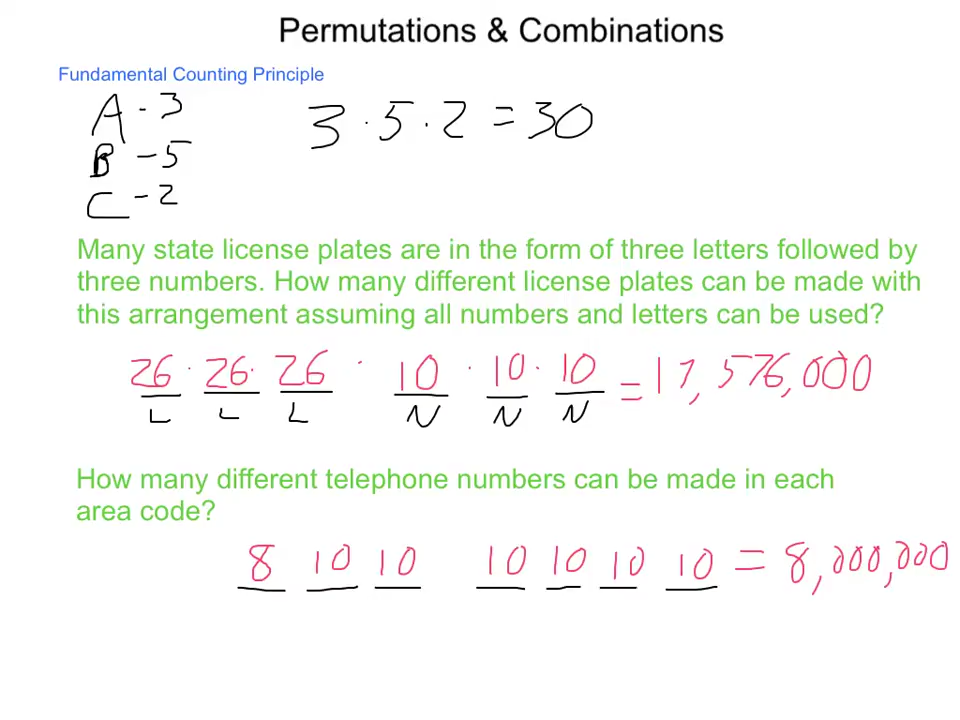 Permutations & Combinations
Fundamental Counting Principle
A - 3
3 · 5 · 2 = 30
B - 5
C - 2
Many state license plates are in the form of three letters followed by
three numbers. How many different license plates can be made with
this arrangement assuming all numbers and letters can be used?
26 · 26 · 26 · 10 · 10 · 10 = 17,576,000
L L L N N N
How many different telephone numbers can be made in each
area code?
8 10 10 10 10 10 10 = 8,000,000